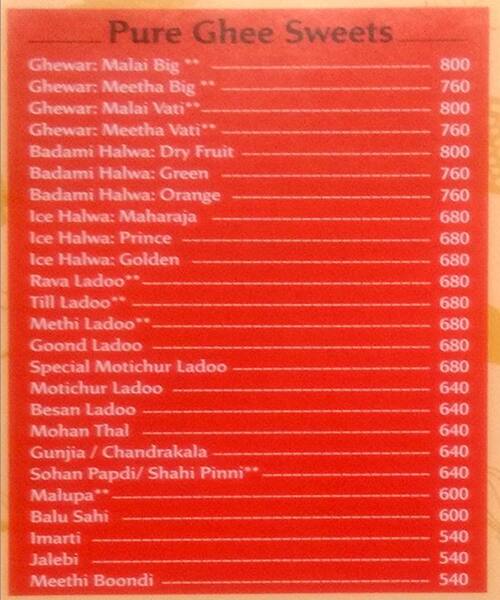 Pure Ghee Sweets
Ghewar: Malai Big ** 800
Ghewar: Meetha Big ** 760
Ghewar: Malai Vati** 800
Ghewar: Meetha Vati** 760
Badami Halwa: Dry Fruit 800
Badami Halwa: Green 760
Badami Halwa: Orange 760
Ice Halwa: Maharaja 680
Ice Halwa: Prince 680
Ice Halwa: Golden 680
Rava Ladoo** 680
Till Ladoo** 680
Methi Ladoo** 680
Goond Ladoo 680
Special Motichur Ladoo 680
Motichur Ladoo 640
Besan Ladoo 640
Mohan Thal 640
Gunjia / Chandrakala 640
Sohan Papdi/ Shahi Pinni** 640
Malupa** 600
Balu Sahi 600
Imarti 540
Jalebi 540
Meethi Boondi 540